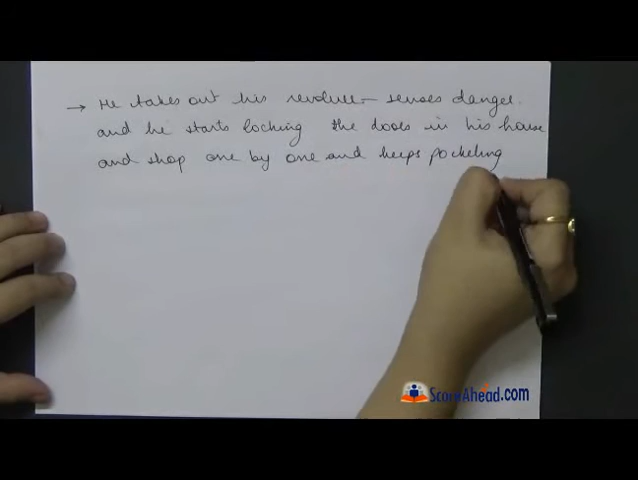 → He takes out his revolver – senses danger.
and he starts locking the doors in his house
and shop one by one and keeps pocketing
ScoreAhead.com